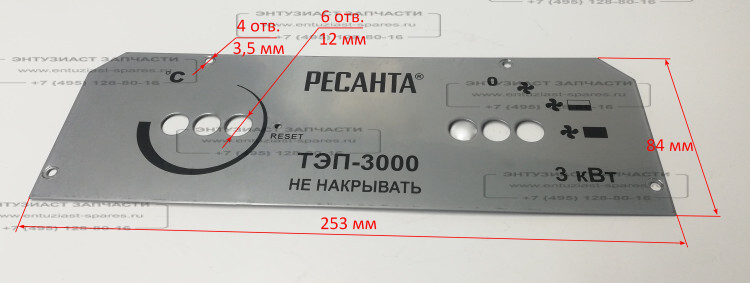 4 отв.
3,5 мм
6 отв.
12 мм
°C
РЕСАНТА®
0
RESET
ТЭП-3000
НЕ НАКРЫВАТЬ
3 кВт
84 мм
253 мм
ЭНТУЗИАСТ ЗАПЧАСТИ
www.entuziast-spares.ru
+7 (495) 128-80-16